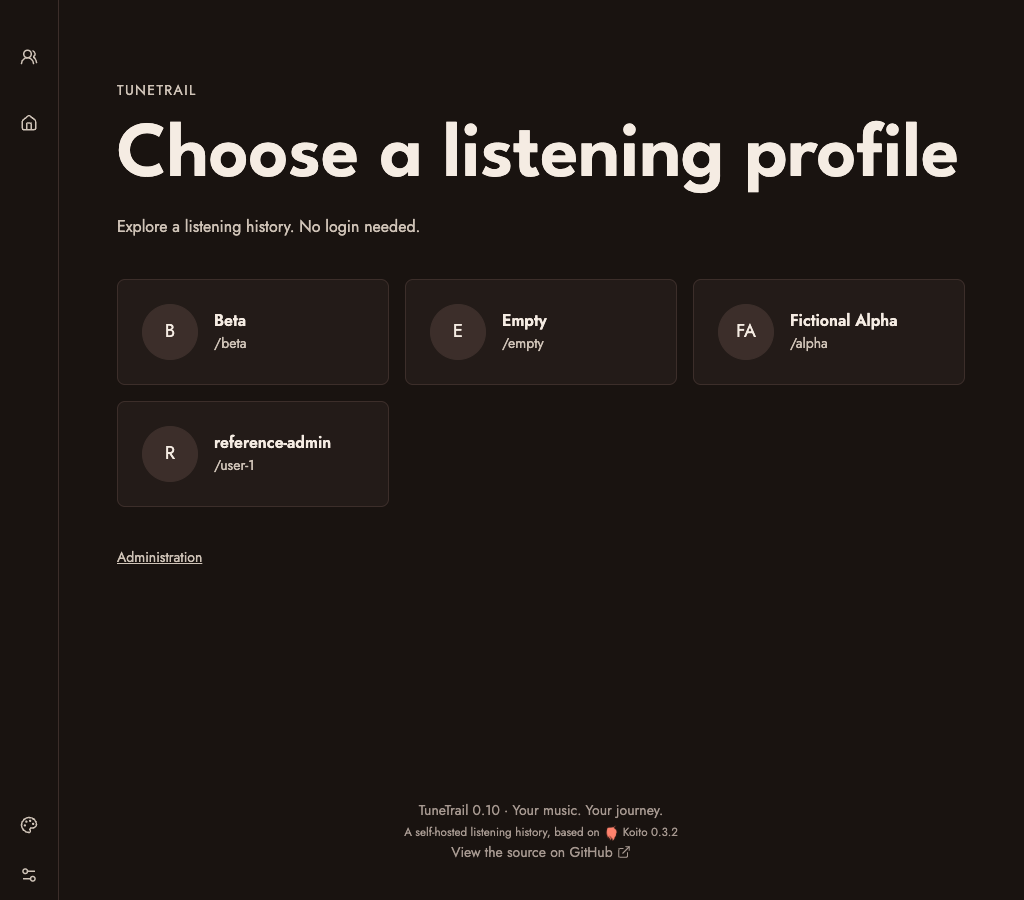 TUNETRAIL
Choose a listening profile
Explore a listening history. No login needed.
B
Beta
/beta
E
Empty
/empty
FA
Fictional Alpha
/alpha
R
reference-admin
/user-1
Administration
TuneTrail 0.10 · Your music. Your journey.
A self-hosted listening history, based on Koito 0.3.2
View the source on GitHub